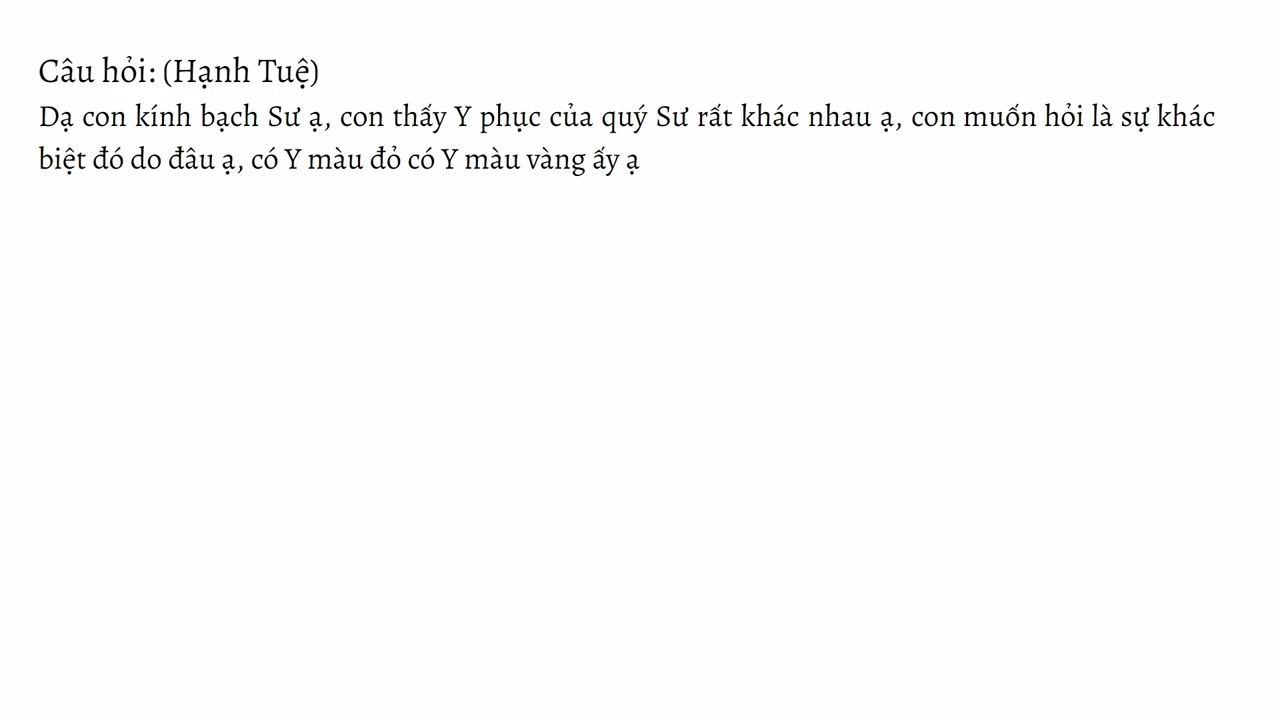 Câu hỏi: (Hạnh Tuệ)
Dạ con kính bạch Sư ạ, con thấy Y phục của quý Sư rất khác nhau ạ, con muốn hỏi là sự khác
biệt đó do đâu ạ, có Y màu đỏ có Y màu vàng ấy ạ